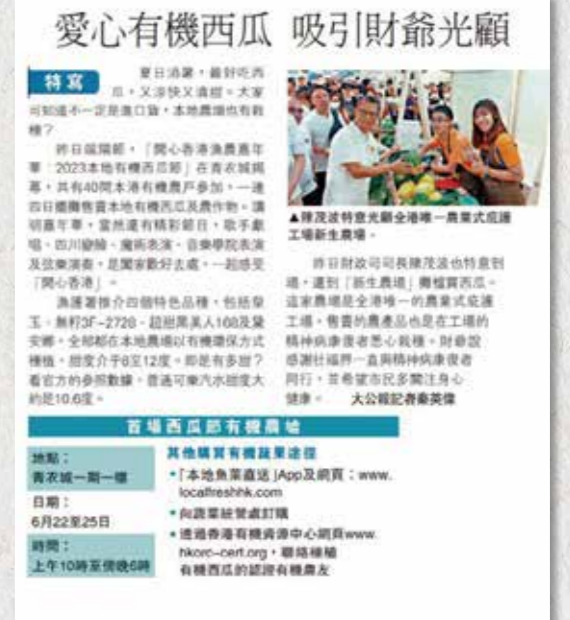 愛心有機西瓜 吸引財爺光顧
特寫
夏日消暑，最好吃西
瓜，又涼快又清甜。大家
可知道不一定是進口貨，本地農場也有栽
種？
昨日端陽節，「開心香港漁農嘉年
華：2023本地有機西瓜節」在青衣城揭
幕，共有40間本港有機農戶參加，一連
四日擺攤售賣本地有機西瓜及農作物。講
明嘉年華，當然還有精彩節目，歌手獻
唱、四川變臉、魔術表演、音樂學院表演
及弦樂演奏，是闔家歡好去處，一起感受
「開心香港」。
漁護署推介四個特色品種，包括泉
玉、無籽3F-2728、超甜黑美人168及黛
安娜，全部都在本地農場以有機環保方式
種植，甜度介乎8至12度。即是有多甜？
看官方的參照數據，普通可樂汽水甜度大
約是10.6度。
▲陳茂波特意光顧全港唯一農業式庇護
工場新生農場。
昨日財政司司長陳茂波也特意到
場，還到「新生農場」攤檔買西瓜。
這家農場是全港唯一的農業式庇護
工場，售賣的農產品也是在工場的
精神病康復者悉心栽種。財爺說
感謝社福界一直與精神病康復者
同行，並希望市民多關注身心
健康。 大公報記者秦英偉
首場西瓜節有機農墟
地點：
青衣城一期一樓
日期：
6月22至25日
時間：
上午10時至傍晚6時
其他購買有機蔬果途徑
•「本地魚菜直送」App及網頁：www.
localfreshhk.com
•向蔬菜統營處訂購
•透過香港有機資源中心網頁www.
hkorc-cert.org，聯絡種植
有機西瓜的認證有機農友